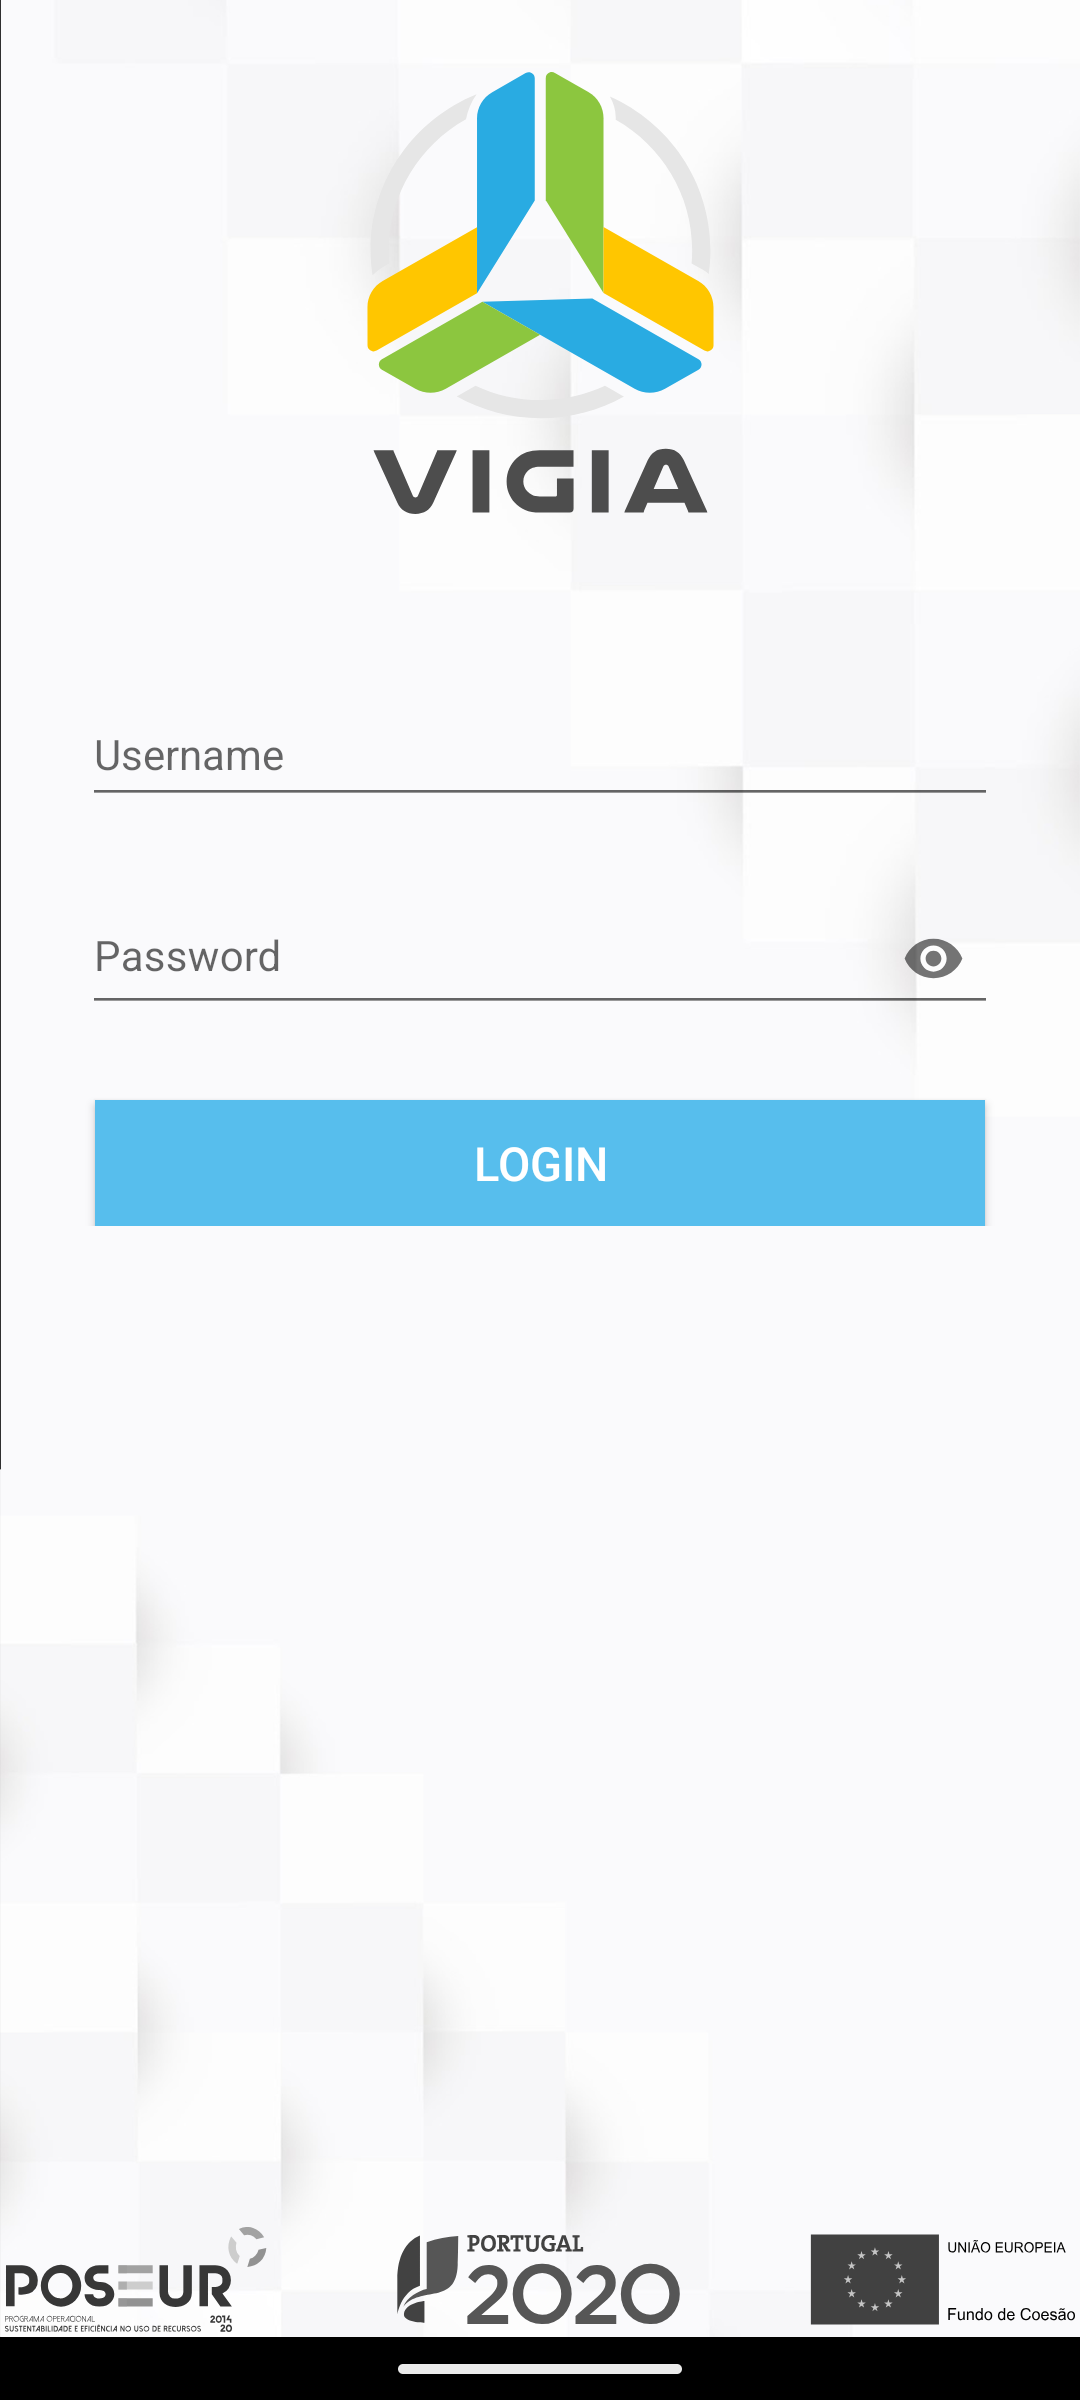 VIGIA
Username
Password
LOGIN
POSEUR
PROGRAMA OPERACIONAL
SUSTENTABILIDADE E EFICIÊNCIA NO USO DE RECURSOS
2014
20
PORTUGAL
2020
UNIÃO EUROPEIA
Fundo de Coesão